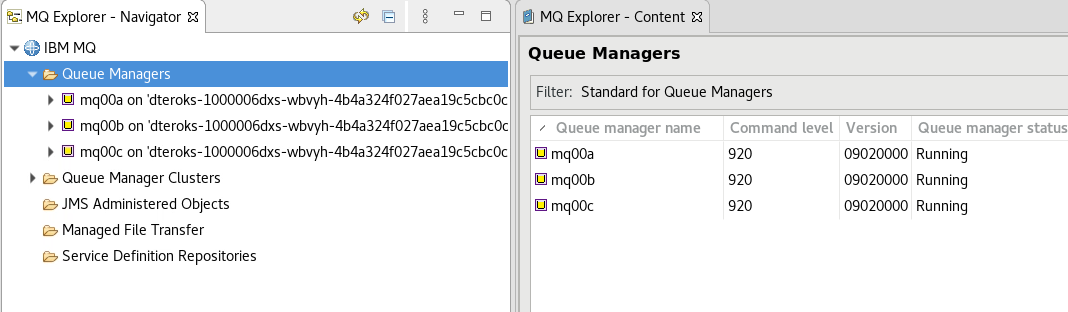 MQ Explorer - Navigator
IBM MQ
Queue Managers
mq00a on 'dteroks-1000006dxs-wbvyh-4b4a324f027aea19c5cbc0c
mq00b on 'dteroks-1000006dxs-wbvyh-4b4a324f027aea19c5cbc0c
mq00c on 'dteroks-1000006dxs-wbvyh-4b4a324f027aea19c5cbc0c
Queue Manager Clusters
JMS Administered Objects
Managed File Transfer
Service Definition Repositories
MQ Explorer - Content
Queue Managers
Filter: Standard for Queue Managers
Queue manager name Command level Version Queue manager status
mq00a 920 09020000 Running
mq00b 920 09020000 Running
mq00c 920 09020000 Running